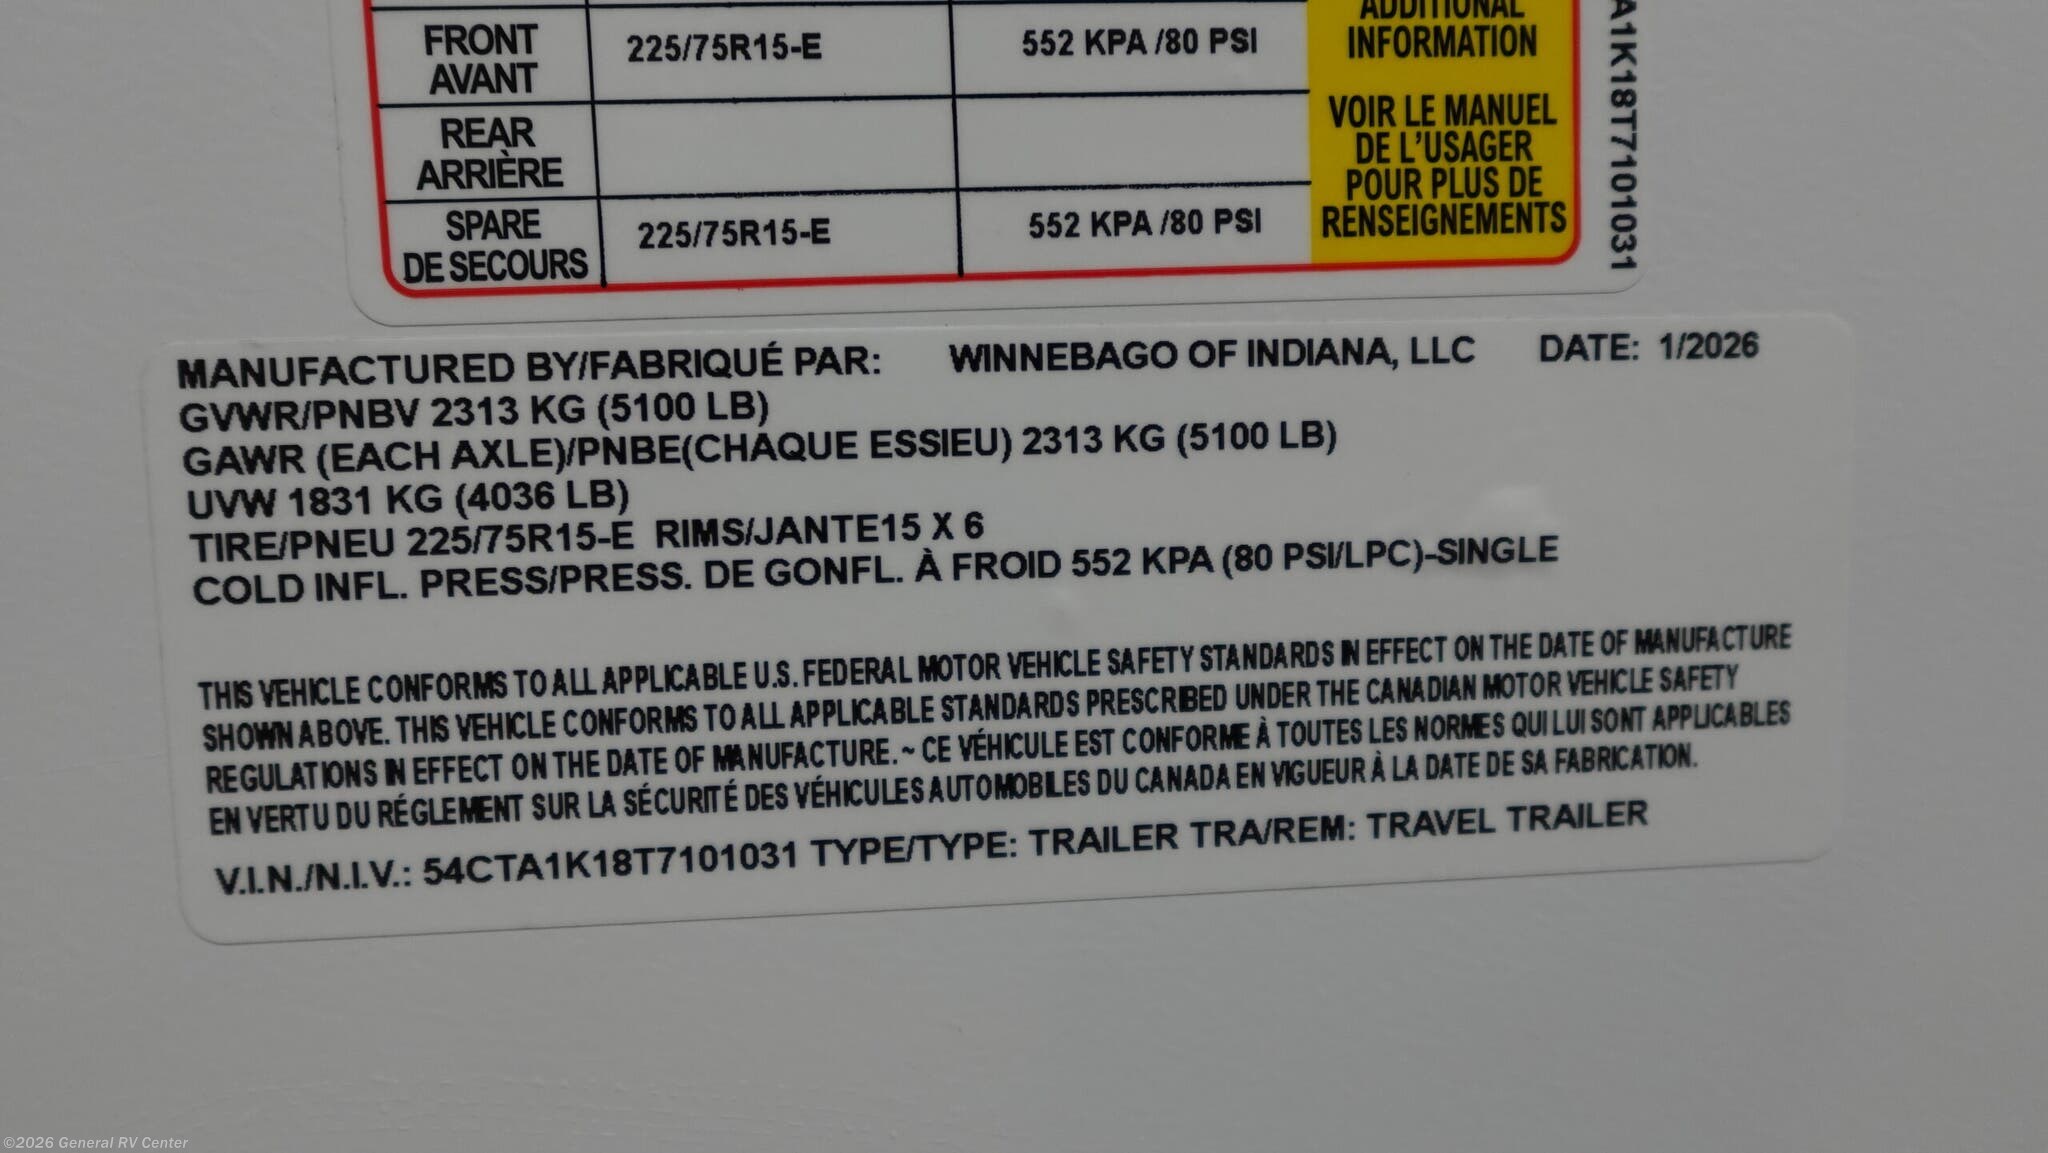 ADDITIONAL
INFORMATION
VOIR LE MANUEL
DE L'USAGER
POUR PLUS DE
RENSEIGNEMENTS
FRONT
AVANT
225/75R15-E
552 KPA /80 PSI
REAR
ARRIÈRE
SPARE
DE SECOURS
225/75R15-E
552 KPA /80 PSI
A1K18T7101031
MANUFACTURED BY/FABRIQUÉ PAR: WINNEBAGO OF INDIANA, LLC DATE: 1/2026
GVWR/PNBV 2313 KG (5100 LB)
GAWR (EACH AXLE)/PNBE(CHAQUE ESSIEU) 2313 KG (5100 LB)
UVW 1831 KG (4036 LB)
TIRE/PNEU 225/75R15-E RIMS/JANTE15 X 6
COLD INFL. PRESS/PRESS. DE GONFL. À FROID 552 KPA (80 PSI/LPC)-SINGLE
THIS VEHICLE CONFORMS TO ALL APPLICABLE U.S. FEDERAL MOTOR VEHICLE SAFETY STANDARDS IN EFFECT ON THE DATE OF MANUFACTURE
SHOWN ABOVE. THIS VEHICLE CONFORMS TO ALL APPLICABLE STANDARDS PRESCRIBED UNDER THE CANADIAN MOTOR VEHICLE SAFETY
REGULATIONS IN EFFECT ON THE DATE OF MANUFACTURE. ~ CE VÉHICULE EST CONFORME À TOUTES LES NORMES QUI LUI SONT APPLICABLES
EN VERTU DU RÉGLEMENT SUR LA SÉCURITÉ DES VÉHICULES AUTOMOBILES DU CANADA EN VIGUEUR À LA DATE DE SA FABRICATION.
V.I.N./N.I.V.: 54CTA1K18T7101031 TYPE/TYPE: TRAILER TRA/REM: TRAVEL TRAILER
©2026 General RV Center